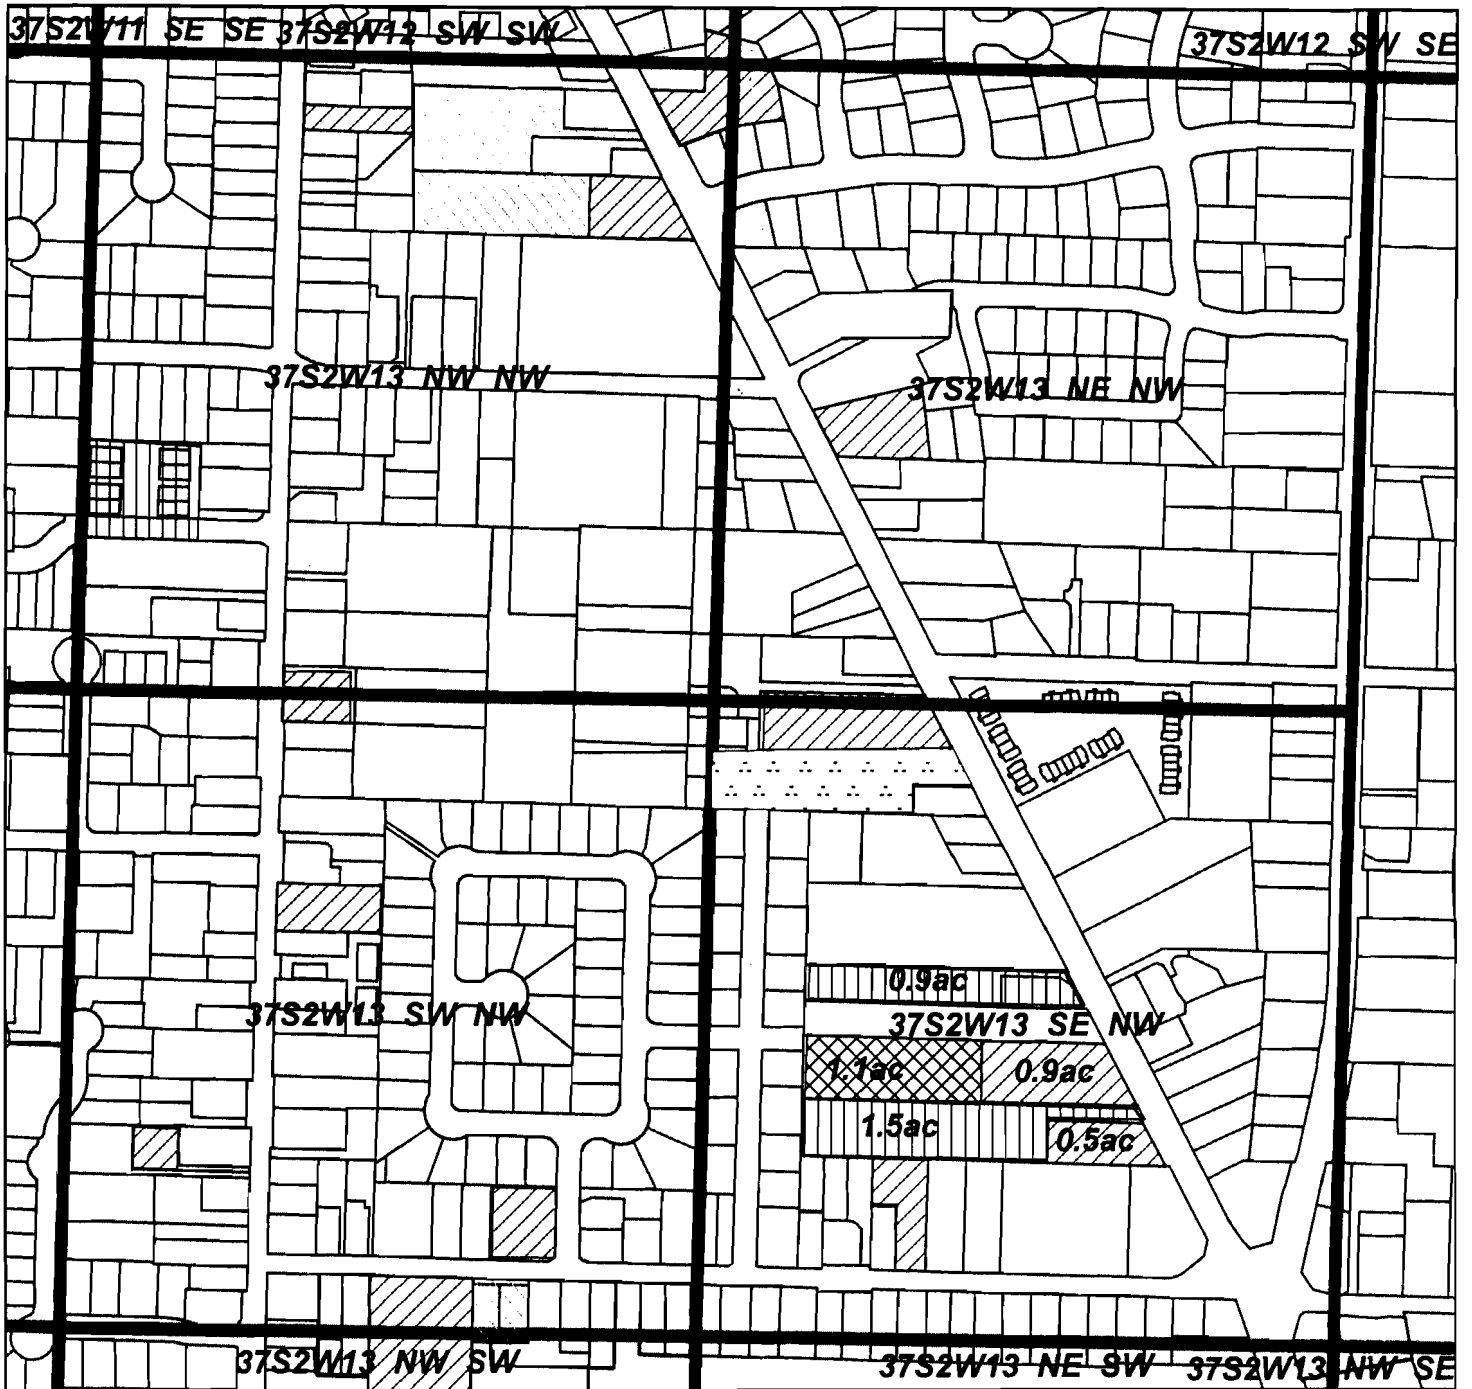 37S2W11 SE SE
37S2W12 SW SW
37S2W12 SW SE
37S2W13 NW NW
37S2W13 NE NW
0.9ac
37S2W13 SW NW
37S2W13 SE NW
1.1ac
0.9ac
1.5ac
0.5ac
37S2W13 NW SW
37S2W13 NE SW
37S2W13 NW SE